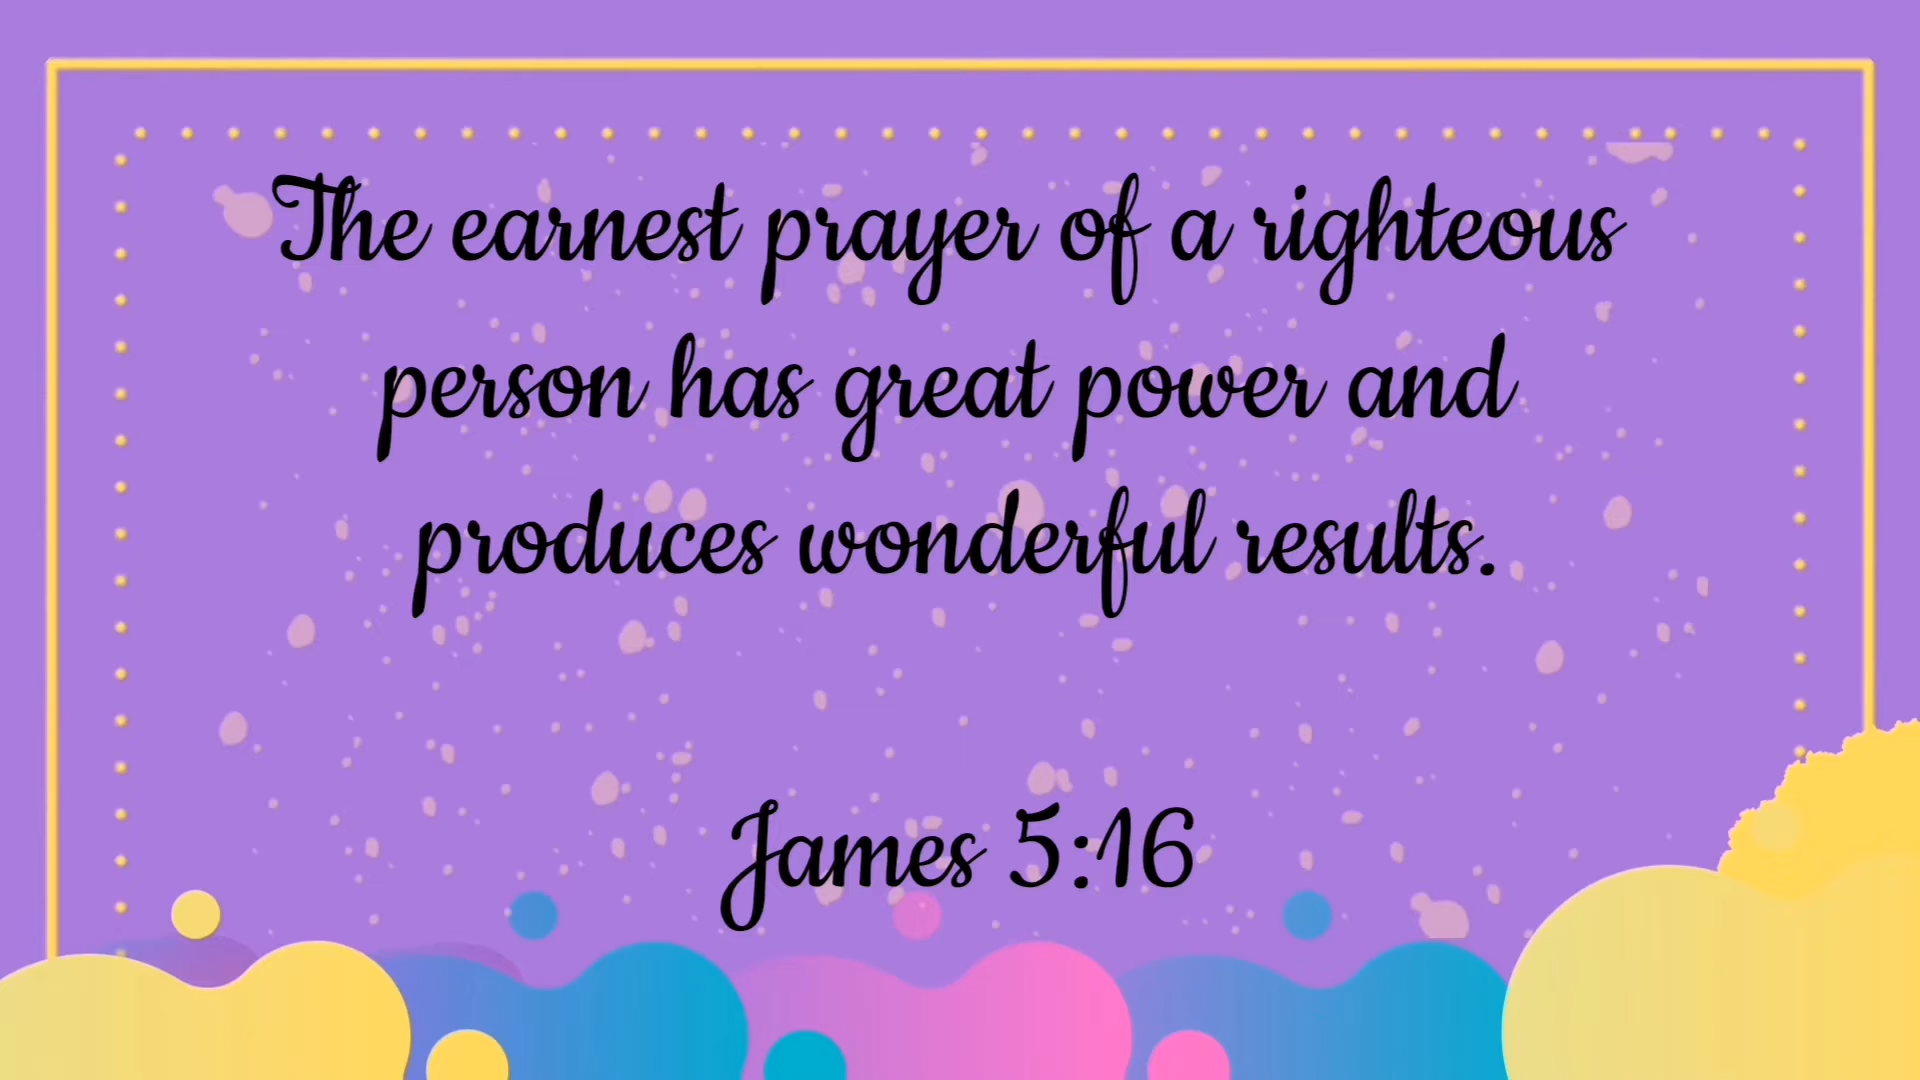 The earnest prayer of a righteous
person has great power and
produces wonderful results.
James 5:16